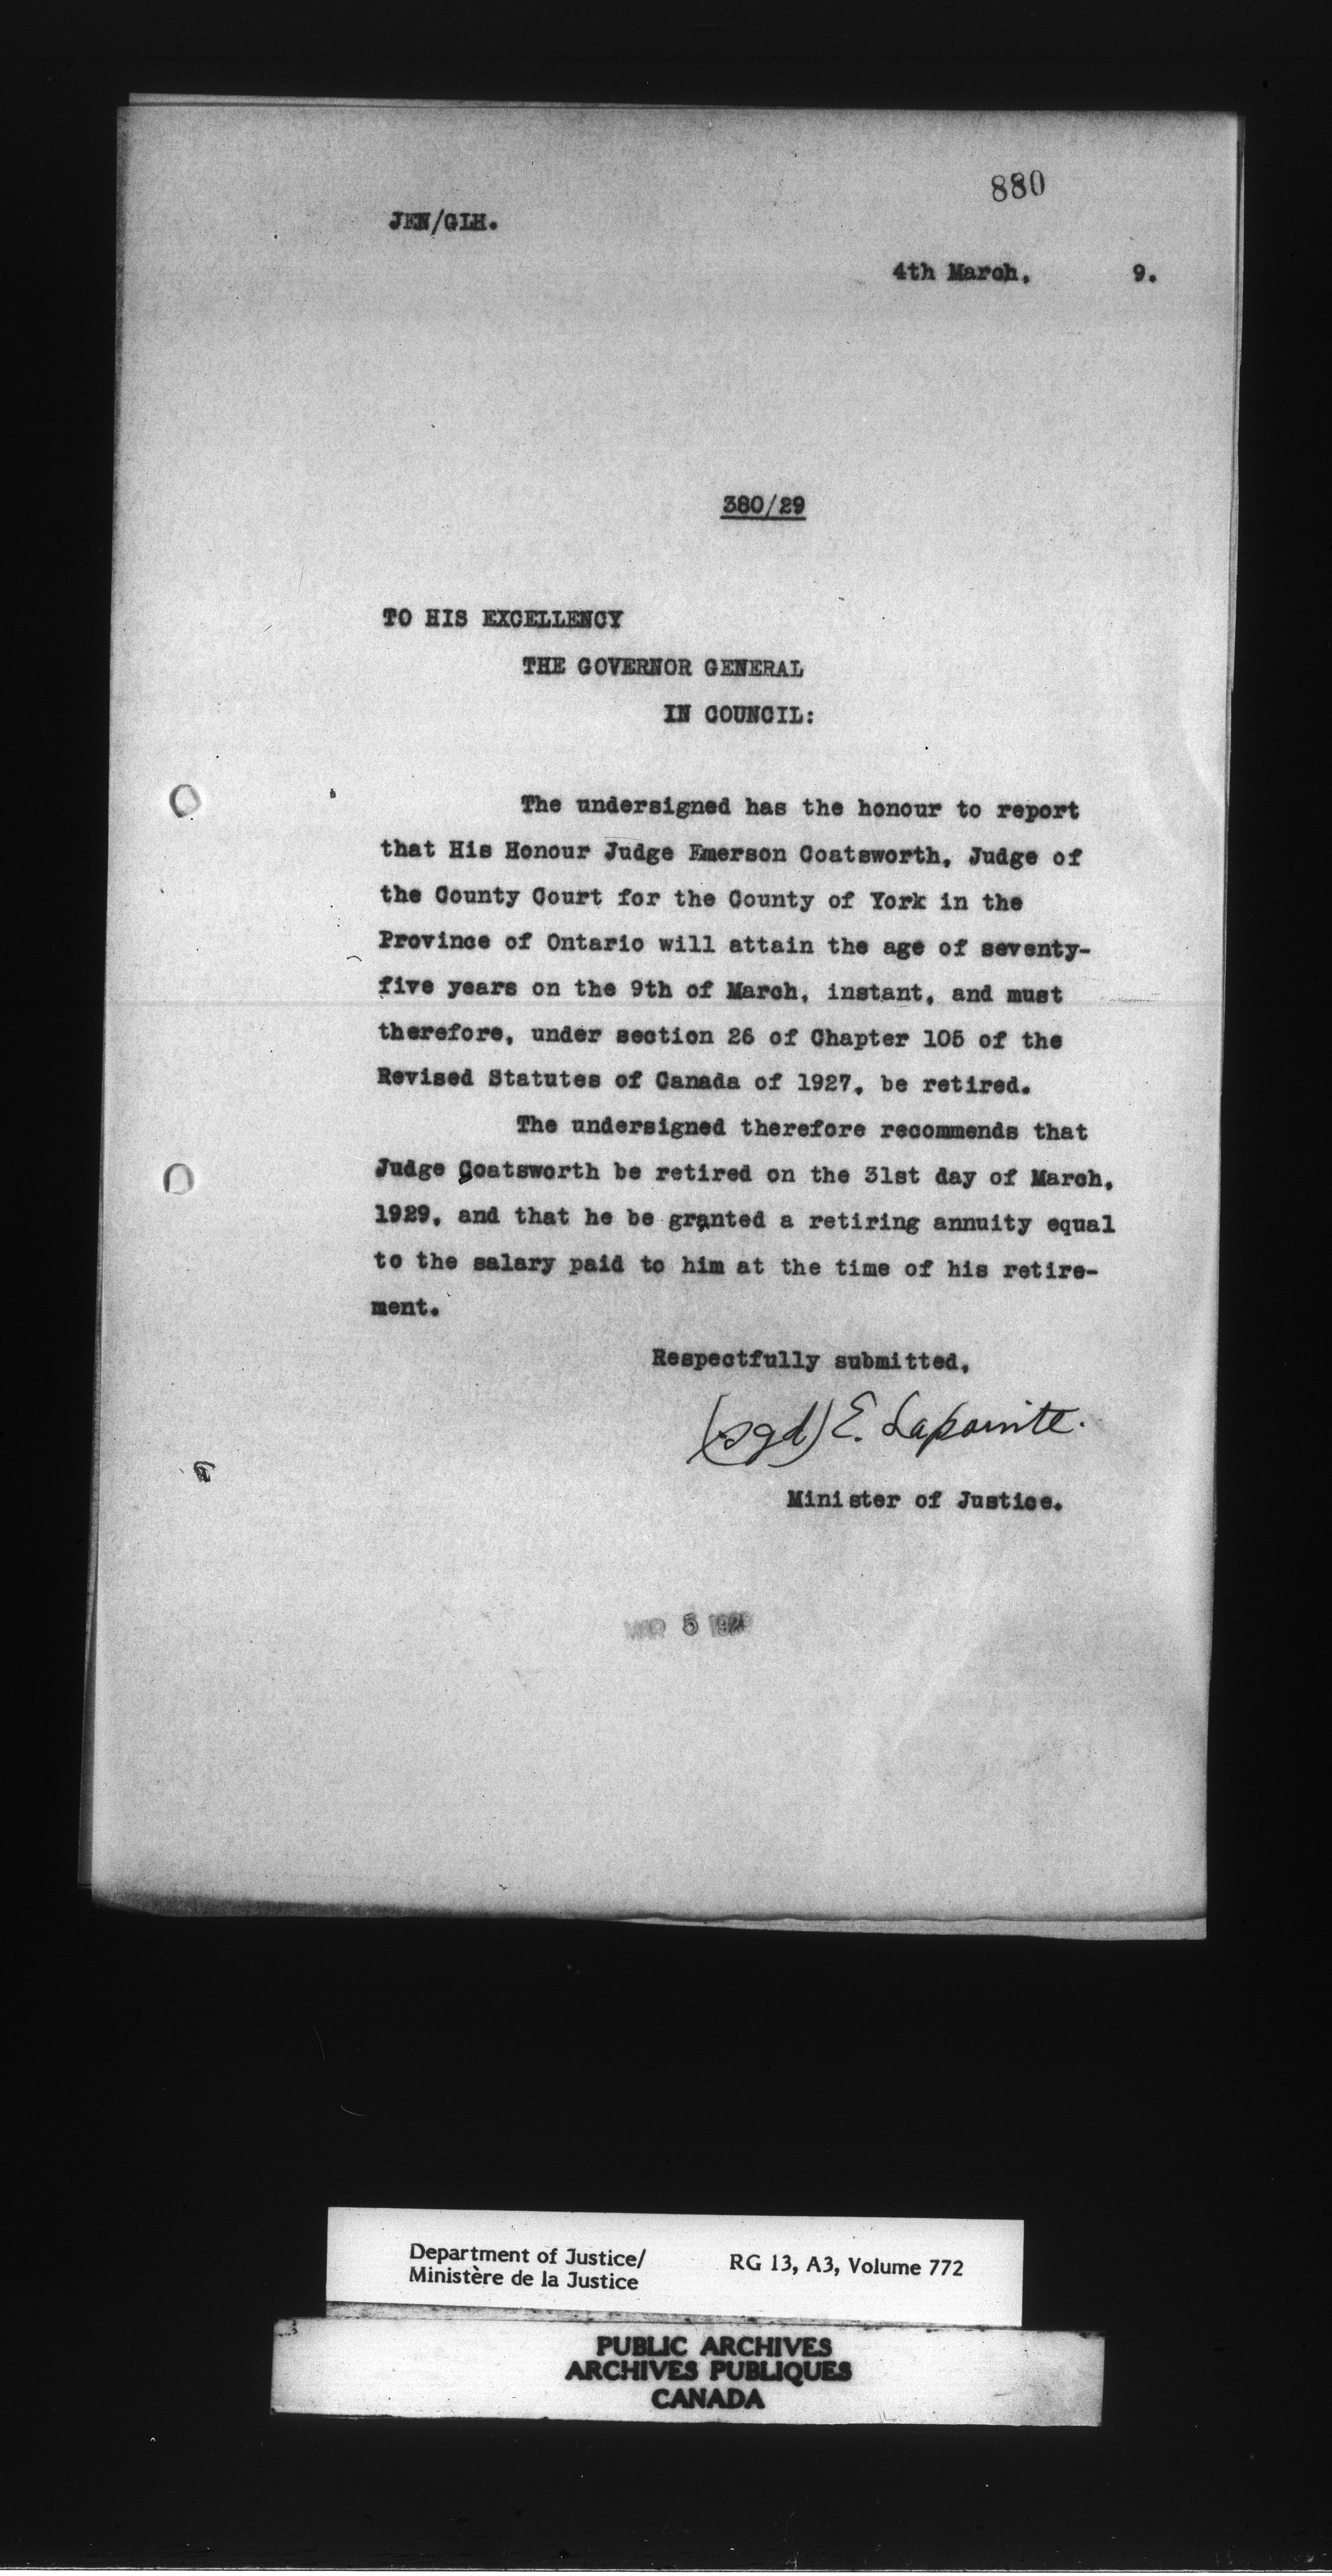 880
JEN/GLH.
4th March, 9.
380/29
TO HIS EXCELLENCY
THE GOVERNOR GENERAL
IN COUNCIL:
The undersigned has the honour to report
that His Honour Judge Emerson Coatsworth, Judge of
the County Court for the County of York in the
Province of Ontario will attain the age of seventy-
five years on the 9th of March, instant, and must
therefore, under section 26 of Chapter 105 of the
Revised Statutes of Canada of 1927, be retired.
The undersigned therefore recommends that
Judge Coatsworth be retired on the 31st day of March,
1929, and that he be granted a retiring annuity equal
to the salary paid to him at the time of his retire-
ment.
Respectfully submitted,
(sgd) E. Lapointe.
Minister of Justice.
MAR 5 1929
Department of Justice/ RG 13, A3, Volume 772
Ministère de la Justice
PUBLIC ARCHIVES
ARCHIVES PUBLIQUES
CANADA